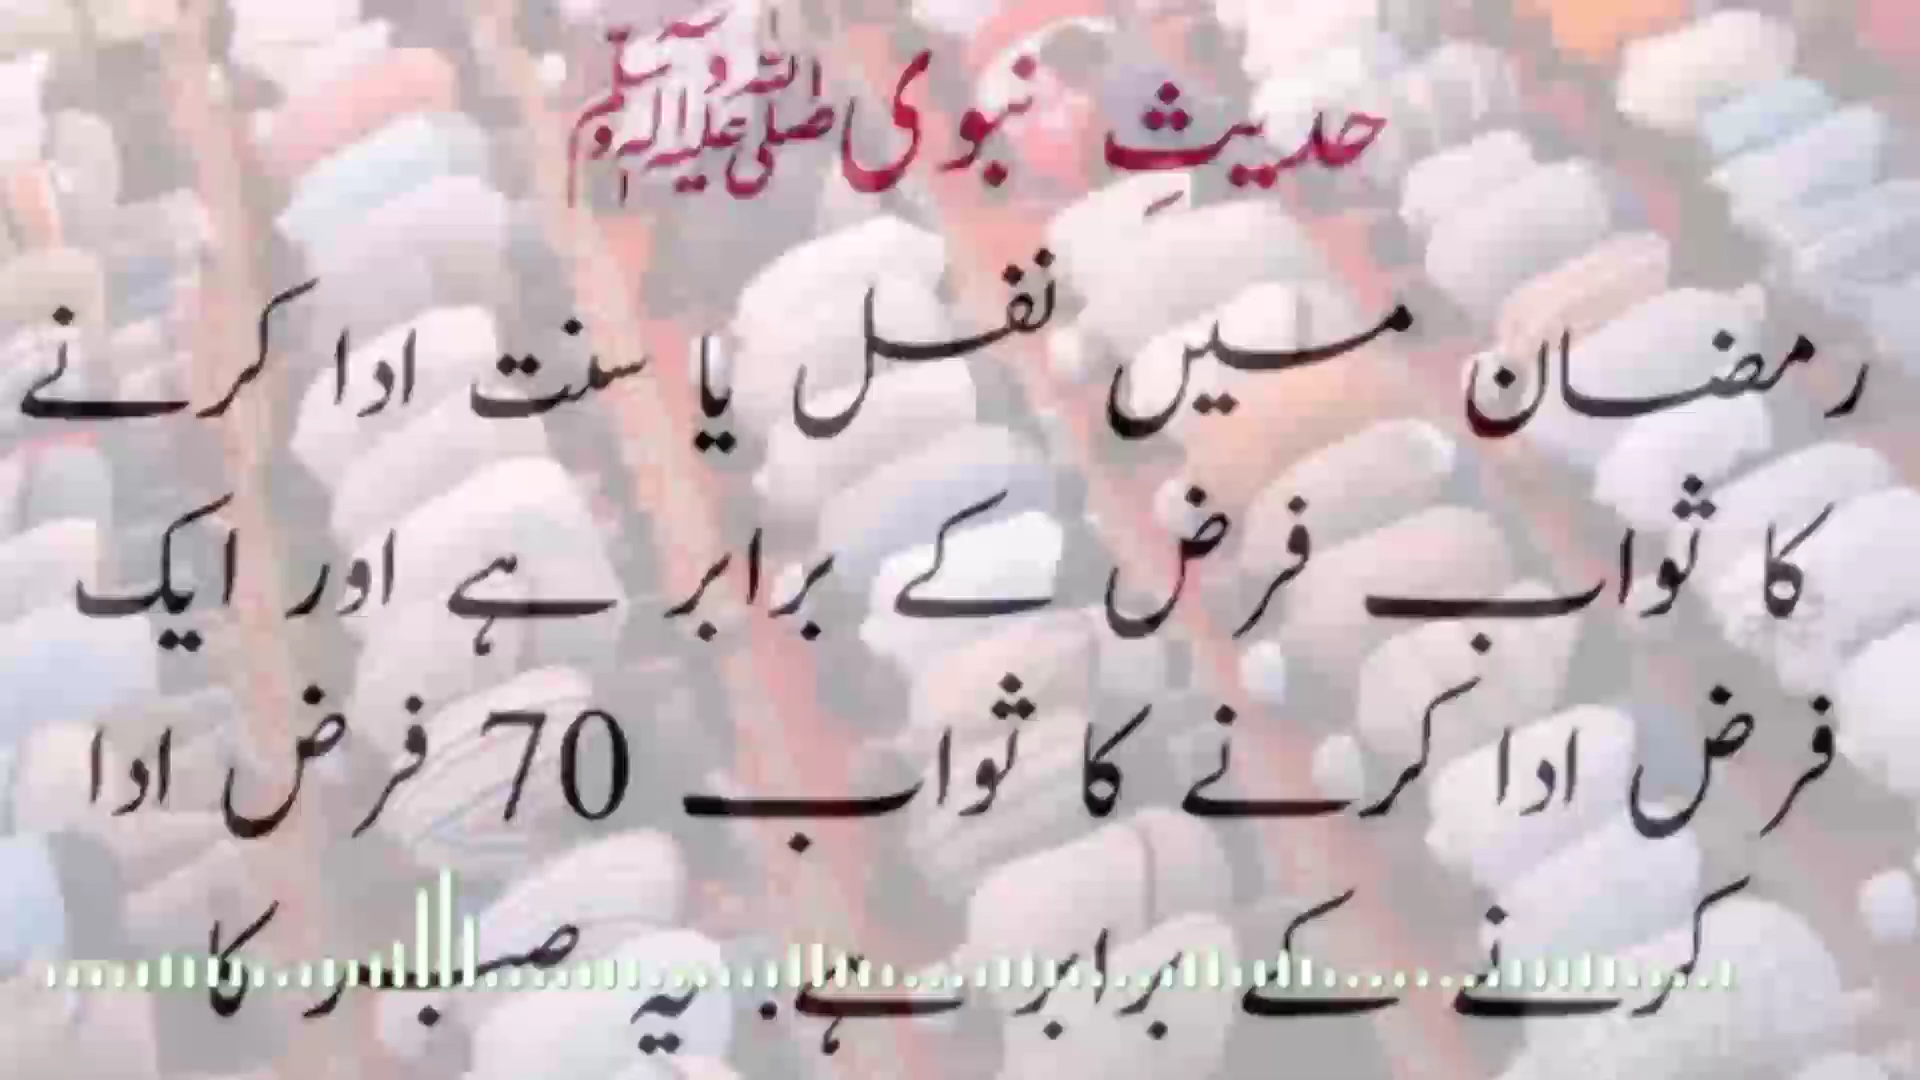 حدیثِ نبوی صلی اللہ علیہ وآلہ وسلم
رمضان میں نفل یا سنت ادا کرنے
کا ثواب فرض کے برابر ہے اور ایک
فرض ادا کرنے کا ثواب 70 فرض ادا
کرنے کے برابر ہے. یہ صبر کا